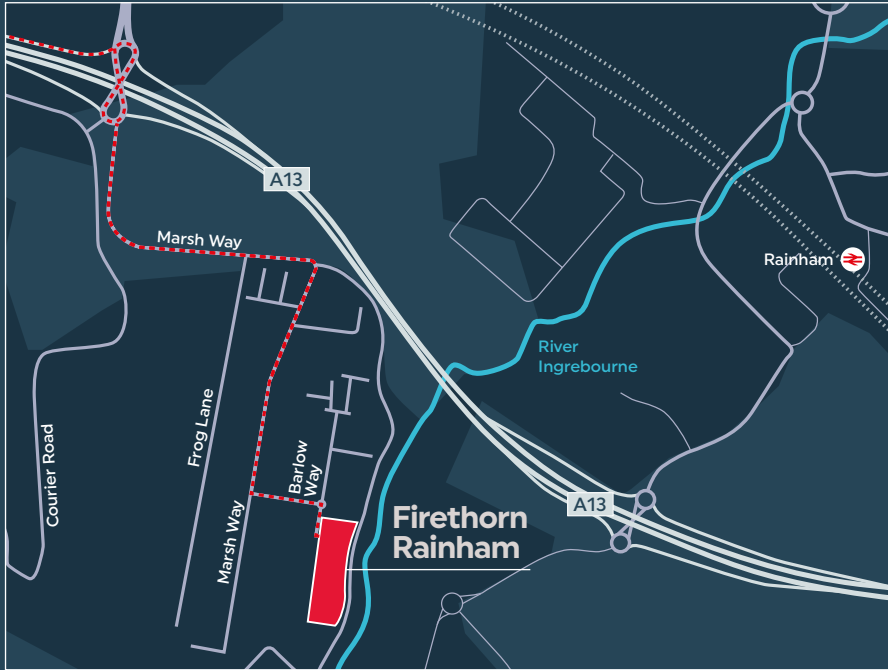 A13
Marsh Way
Rainham
River
Ingrebourne
Frog Lane
Courier Road
Barlow
Way
Marsh Way
A13
Firethorn
Rainham